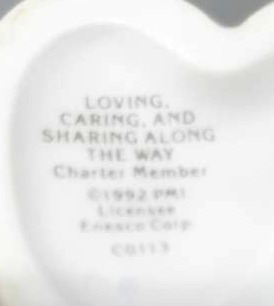 LOVING,
CARING, AND
SHARING ALONG
THE WAY
Charter Member
©1992 PMI
Licensee
Enesco Corp
C0113